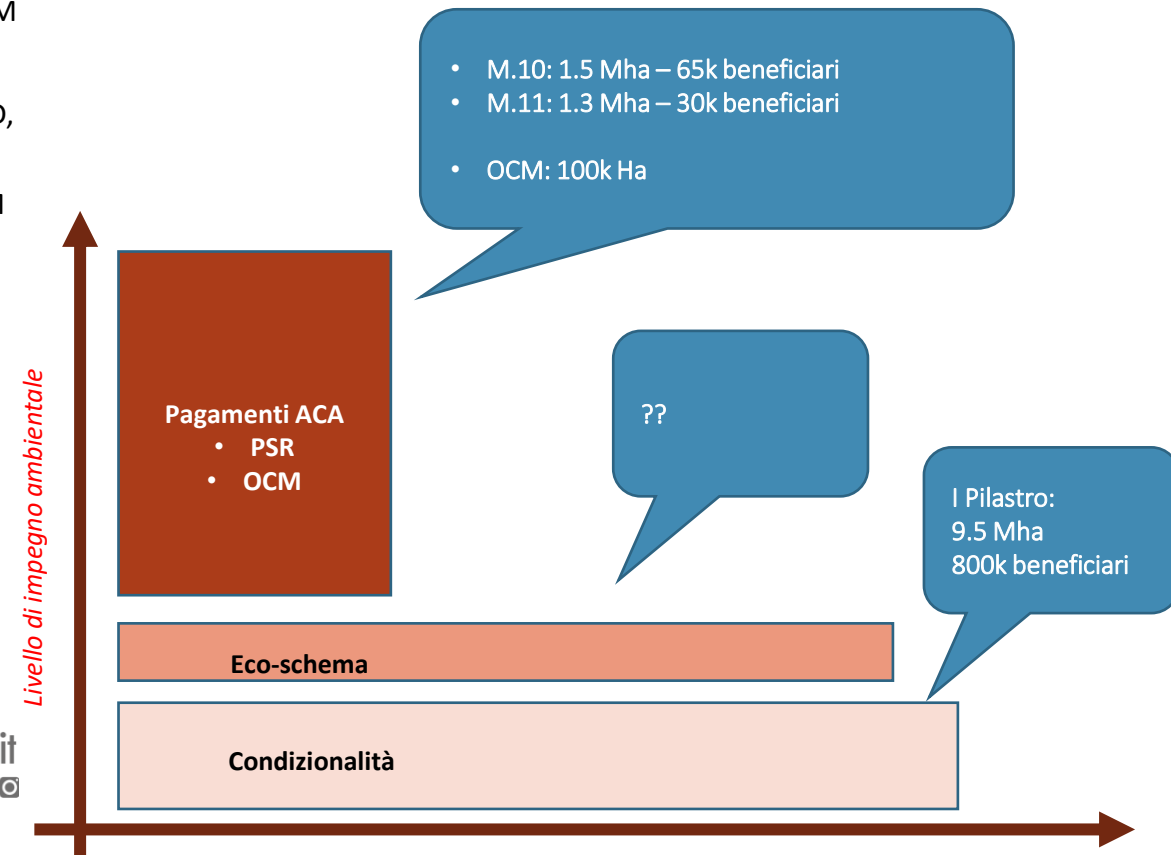 M
O,
• M.10: 1.5 Mha – 65k beneficiari
• M.11: 1.3 Mha – 30k beneficiari
• OCM: 100k Ha
Livello di impegno ambientale
Pagamenti ACA
• PSR
• OCM
??
I Pilastro:
9.5 Mha
800k beneficiari
Eco-schema
Condizionalità
it